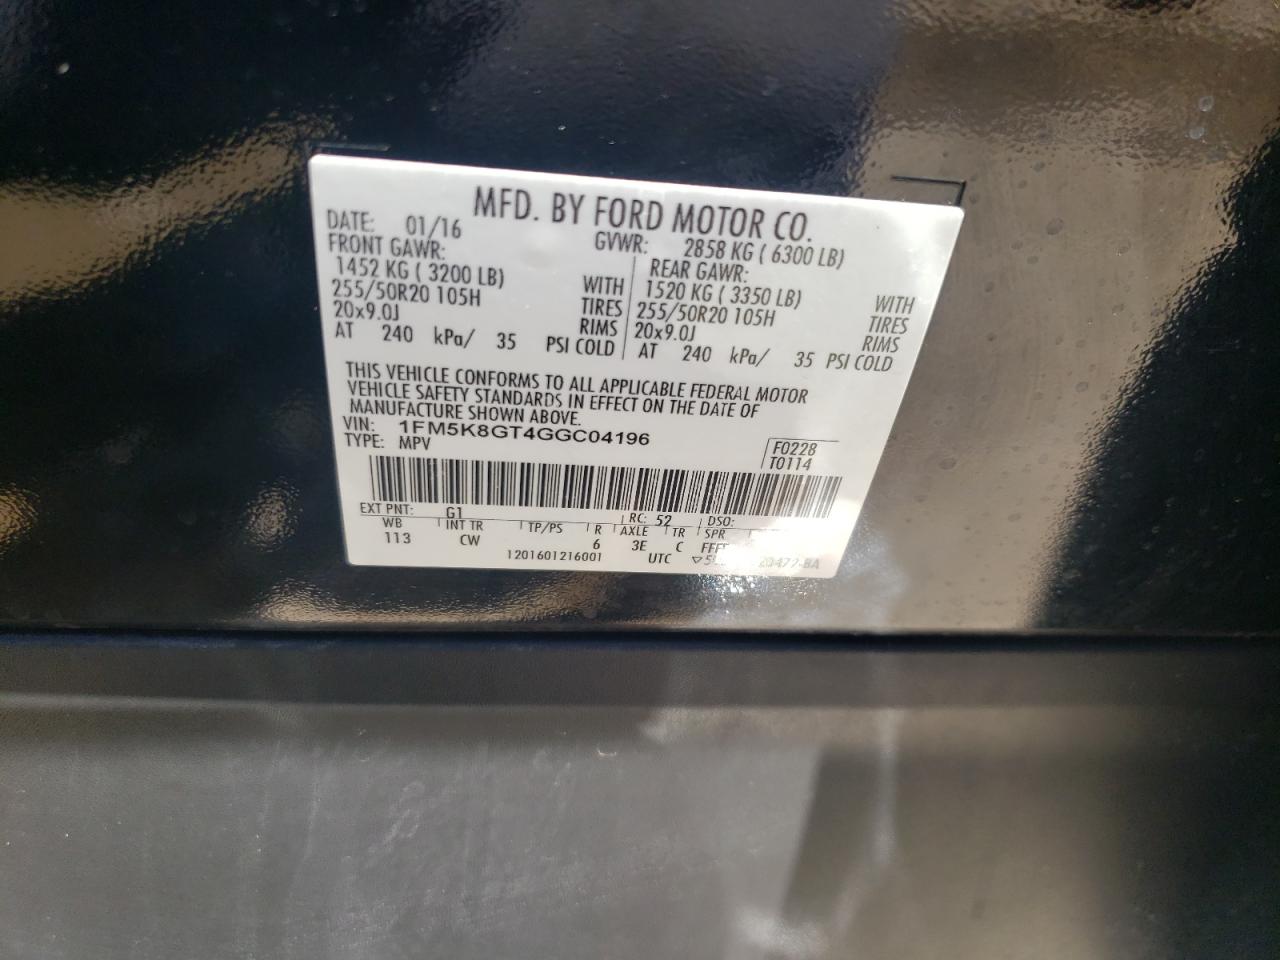 MFD. BY FORD MOTOR CO.
DATE: 01/16 GVWR: 2858 KG ( 6300 LB)
FRONT GAWR: REAR GAWR:
1452 KG ( 3200 LB) WITH 1520 KG ( 3350 LB) WITH
255/50R20 105H TIRES 255/50R20 105H TIRES
20x9.0J RIMS 20x9.0J RIMS
AT 240 kPa/ 35 PSI COLD AT 240 kPa/ 35 PSI COLD
THIS VEHICLE CONFORMS TO ALL APPLICABLE FEDERAL MOTOR
VEHICLE SAFETY STANDARDS IN EFFECT ON THE DATE OF
MANUFACTURE SHOWN ABOVE.
VIN: 1FM5K8GT4GGC04196
TYPE: MPV
F0228
T0114
EXT PNT: G1 RC: 52 DSO:
WB INT TR TP/PS R AXLE TR SPR
113 CW 6 3E C
1201601216001 UTC